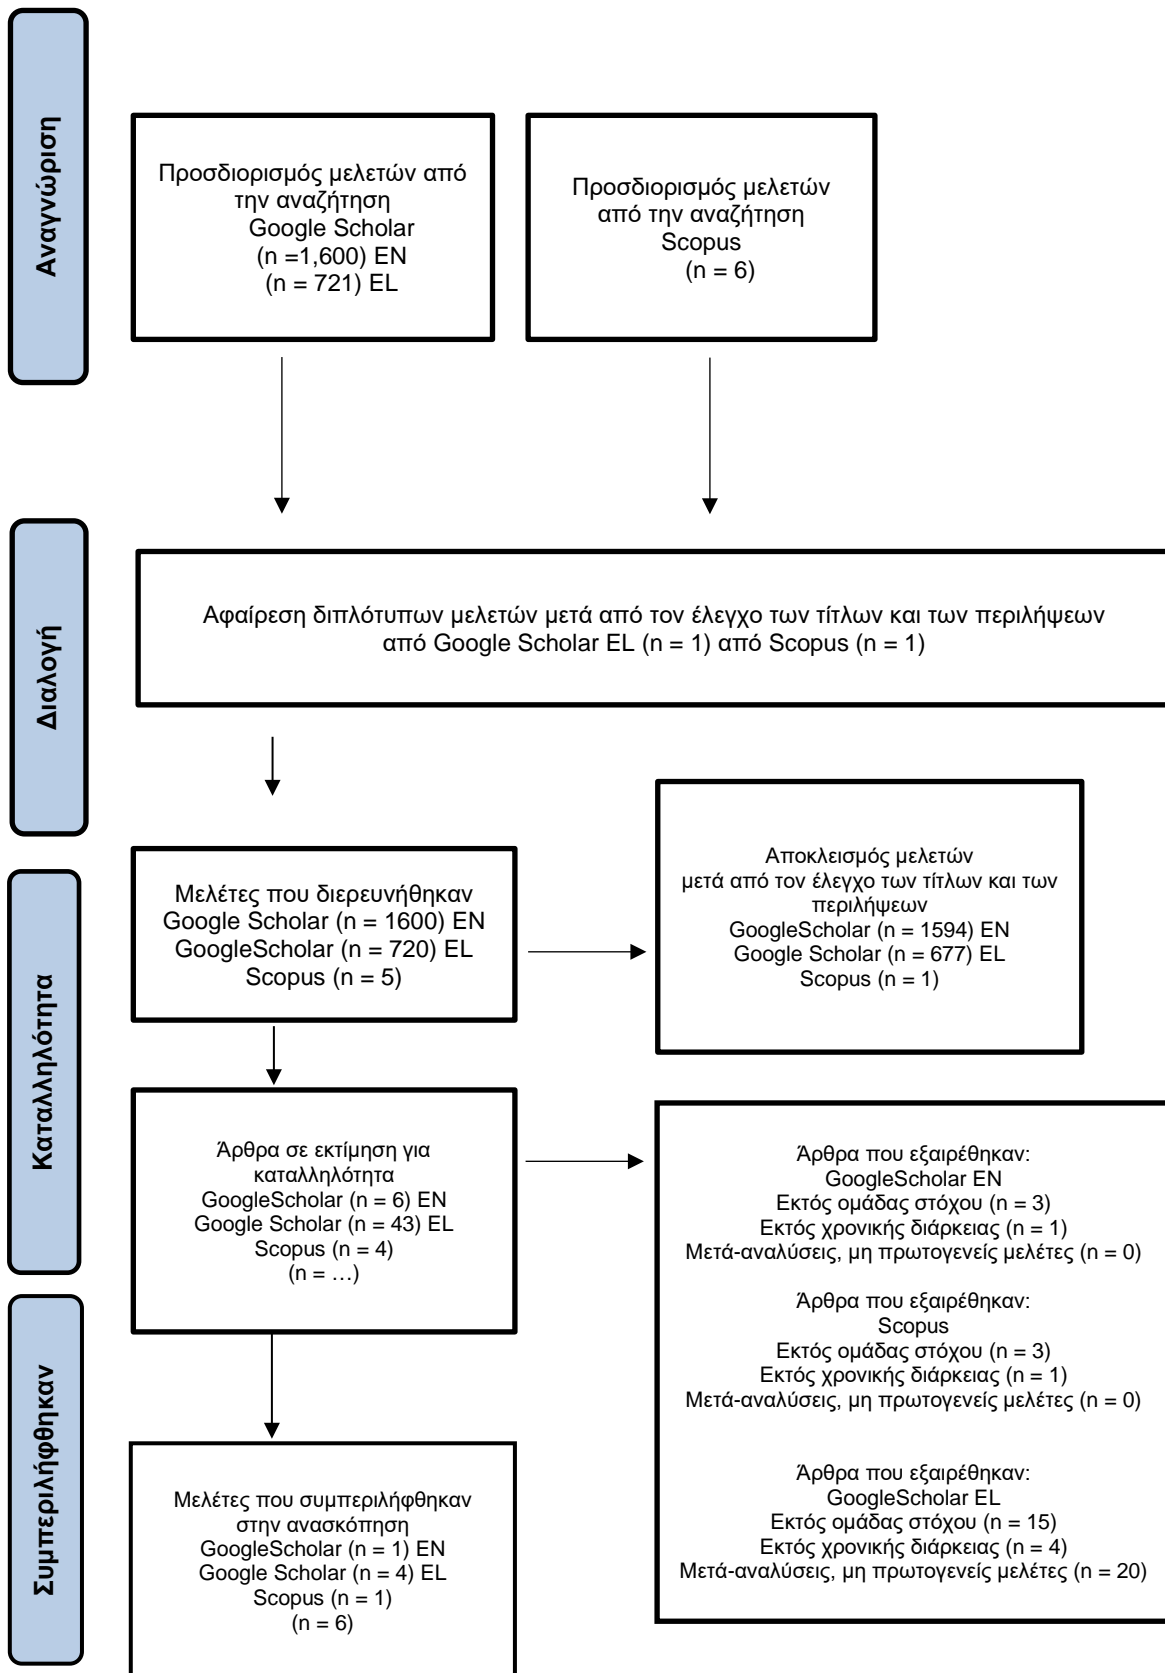 Αναγνώριση
Προσδιορισμός μελετών από
την αναζήτηση
Google Scholar
(n =1,600) EN
(n = 721) EL
Προσδιορισμός μελετών
από την αναζήτηση
Scopus
(n = 6)
Διαλογή
Αφαίρεση διπλότυπων μελετών μετά από τον έλεγχο των τίτλων και των περιλήψεων
από Google Scholar EL (n = 1) από Scopus (n = 1)
Καταλληλότητα
Μελέτες που διερευνήθηκαν
Google Scholar (n = 1600) EN
GoogleScholar (n = 720) EL
Scopus (n = 5)
Αποκλεισμός μελετών
μετά από τον έλεγχο των τίτλων και των
περιλήψεων
GoogleScholar (n = 1594) EN
Google Scholar (n = 677) EL
Scopus (n = 1)
Άρθρα σε εκτίμηση για
καταλληλότητα
GoogleScholar (n = 6) EN
Google Scholar (n = 43) EL
Scopus (n = 4)
(n = …)
Άρθρα που εξαιρέθηκαν:
GoogleScholar EN
Εκτός ομάδας στόχου (n = 3)
Εκτός χρονικής διάρκειας (n = 1)
Μετά-αναλύσεις, μη πρωτογενείς μελέτες (n = 0)
Άρθρα που εξαιρέθηκαν:
Scopus
Εκτός ομάδας στόχου (n = 3)
Εκτός χρονικής διάρκειας (n = 1)
Μετά-αναλύσεις, μη πρωτογενείς μελέτες (n = 0)
Άρθρα που εξαιρέθηκαν:
GoogleScholar EL
Εκτός ομάδας στόχου (n = 15)
Εκτός χρονικής διάρκειας (n = 4)
Μετά-αναλύσεις, μη πρωτογενείς μελέτες (n = 20)
Συμπεριλήφθηκαν
Μελέτες που συμπεριλήφθηκαν
στην ανασκόπηση
GoogleScholar (n = 1) EN
Google Scholar (n = 4) EL
Scopus (n = 1)
(n = 6)